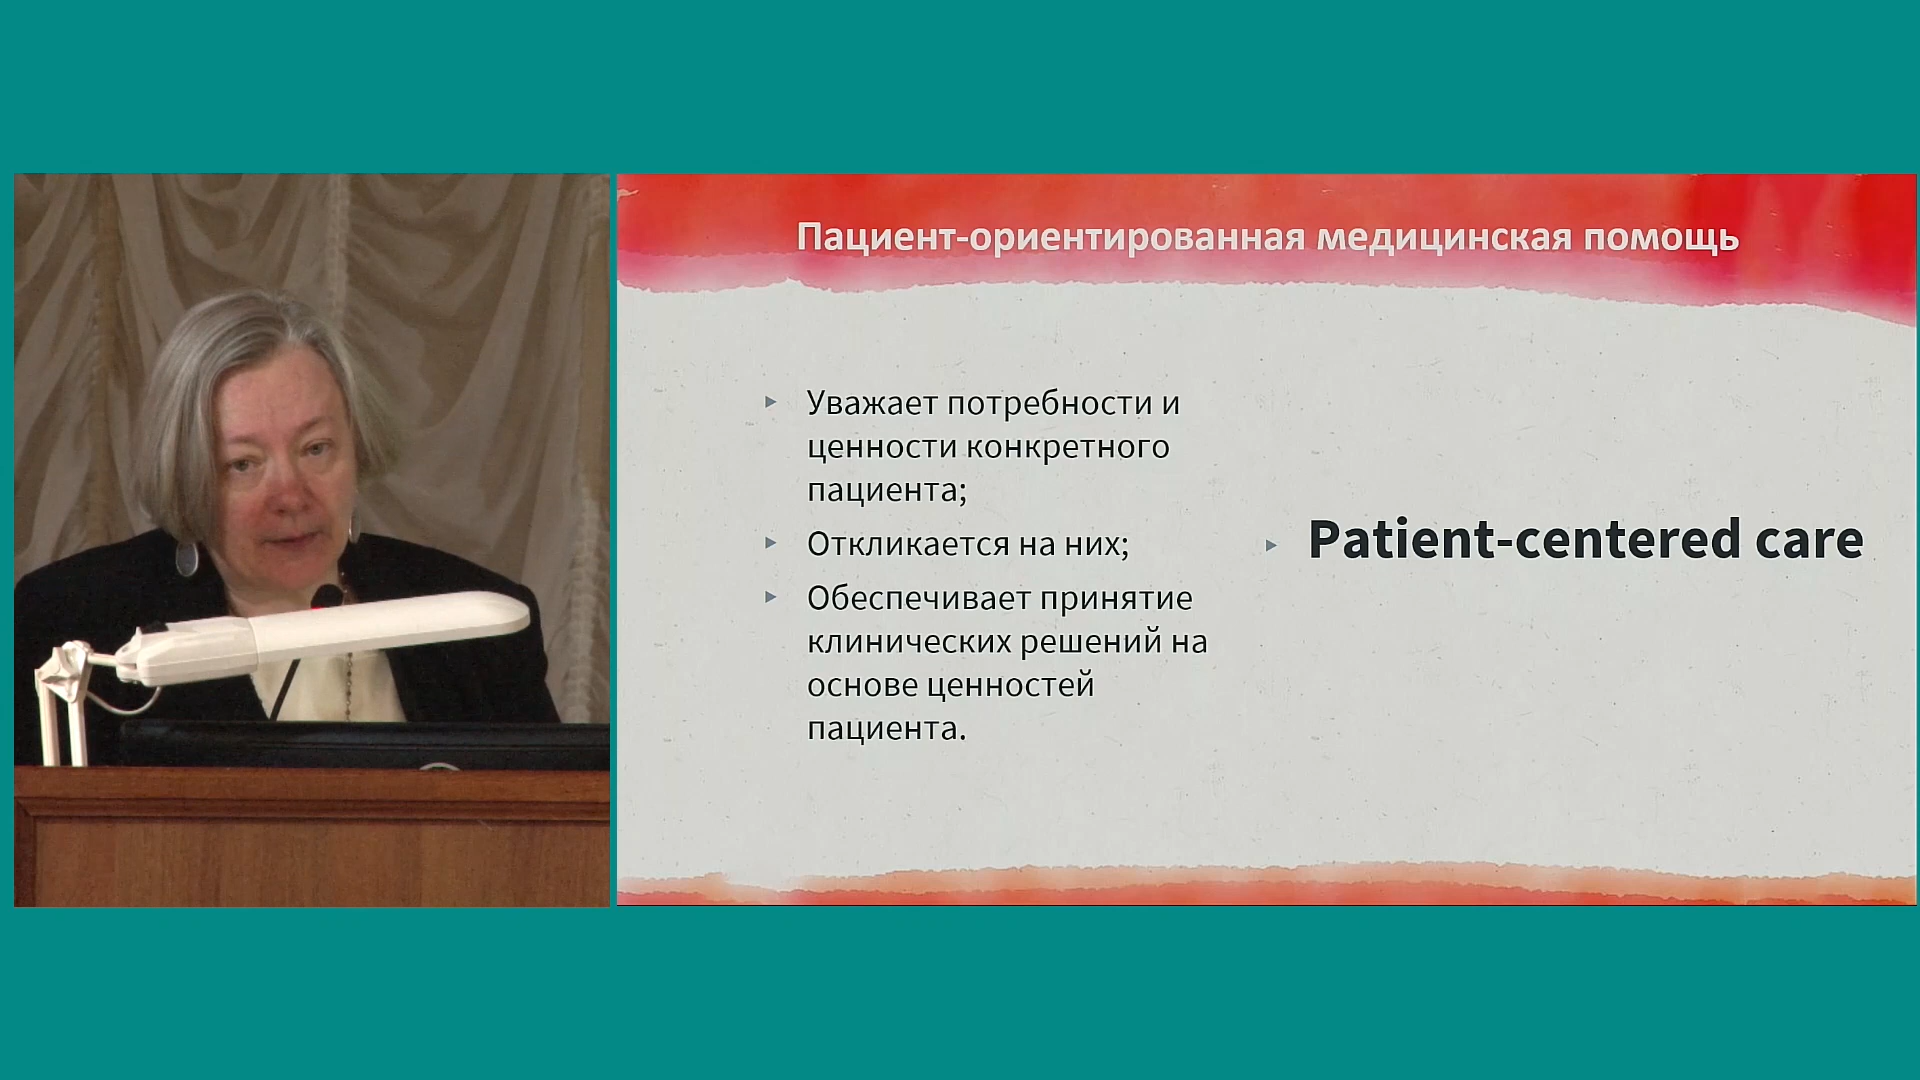 Пациент-ориентированная медицинская помощь
Уважает потребности и
ценности конкретного
пациента;
Откликается на них;
Обеспечивает принятие
клинических решений на
основе ценностей
пациента.
Patient-centered care